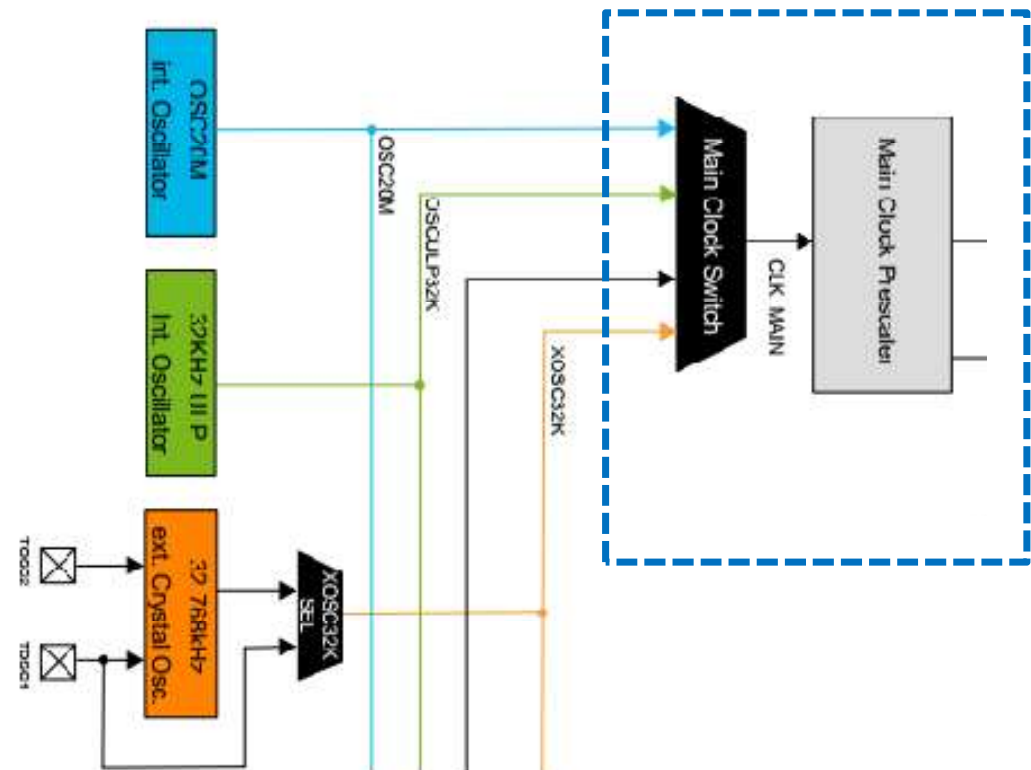 OSC20M
int. Oscillator
OSC20M
Main Clock Switch
Main Clock Prescaler
CLK_MAIN
OSCULP32K
32KHz ULP
Int. Oscillator
XOSC32K
32.768kHz
ext. Crystal Osc.
XOSC32K
SEL
TOSC2
TOSC1